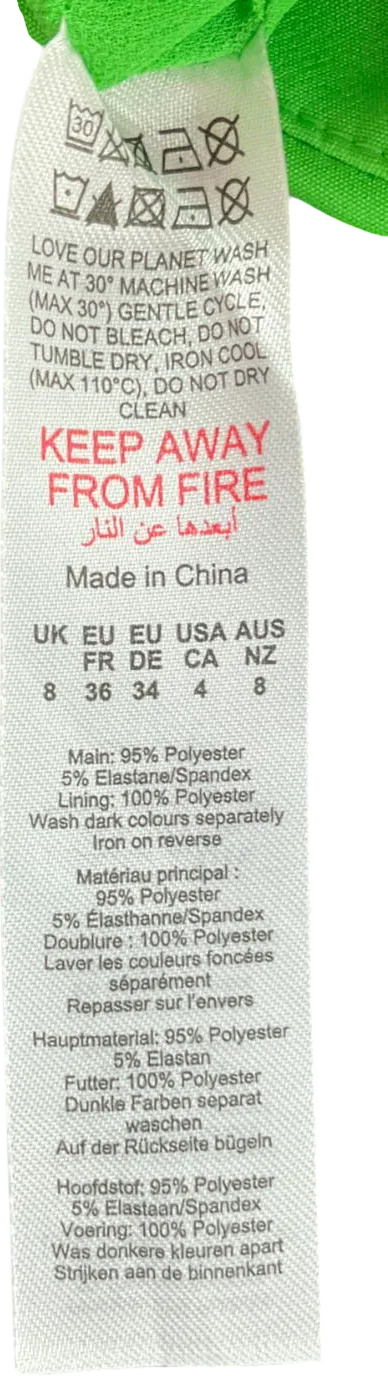 30
LOVE OUR PLANET WASH
ME AT 30° MACHINE WASH
(MAX 30°) GENTLE CYCLE,
DO NOT BLEACH, DO NOT
TUMBLE DRY, IRON COOL
(MAX 110°C), DO NOT DRY
CLEAN
KEEP AWAY
FROM FIRE
أبعدها عن النار
Made in China
UK EU EU USA AUS
FR DE CA NZ
8 36 34 4 8
Main: 95% Polyester
5% Elastane/Spandex
Lining: 100% Polyester
Wash dark colours separately
Iron on reverse
Matériau principal :
95% Polyester
5% Élasthanne/Spandex
Doublure : 100% Polyester
Laver les couleurs foncées
séparément
Repasser sur l'envers
Hauptmaterial: 95% Polyester
5% Elastan
Futter: 100% Polyester
Dunkle Farben separat
waschen
Auf der Rückseite bügeln
Hoofdstof: 95% Polyester
5% Elastaan/Spandex
Voering: 100% Polyester
Was donkere kleuren apart
Strijken aan de binnenkant